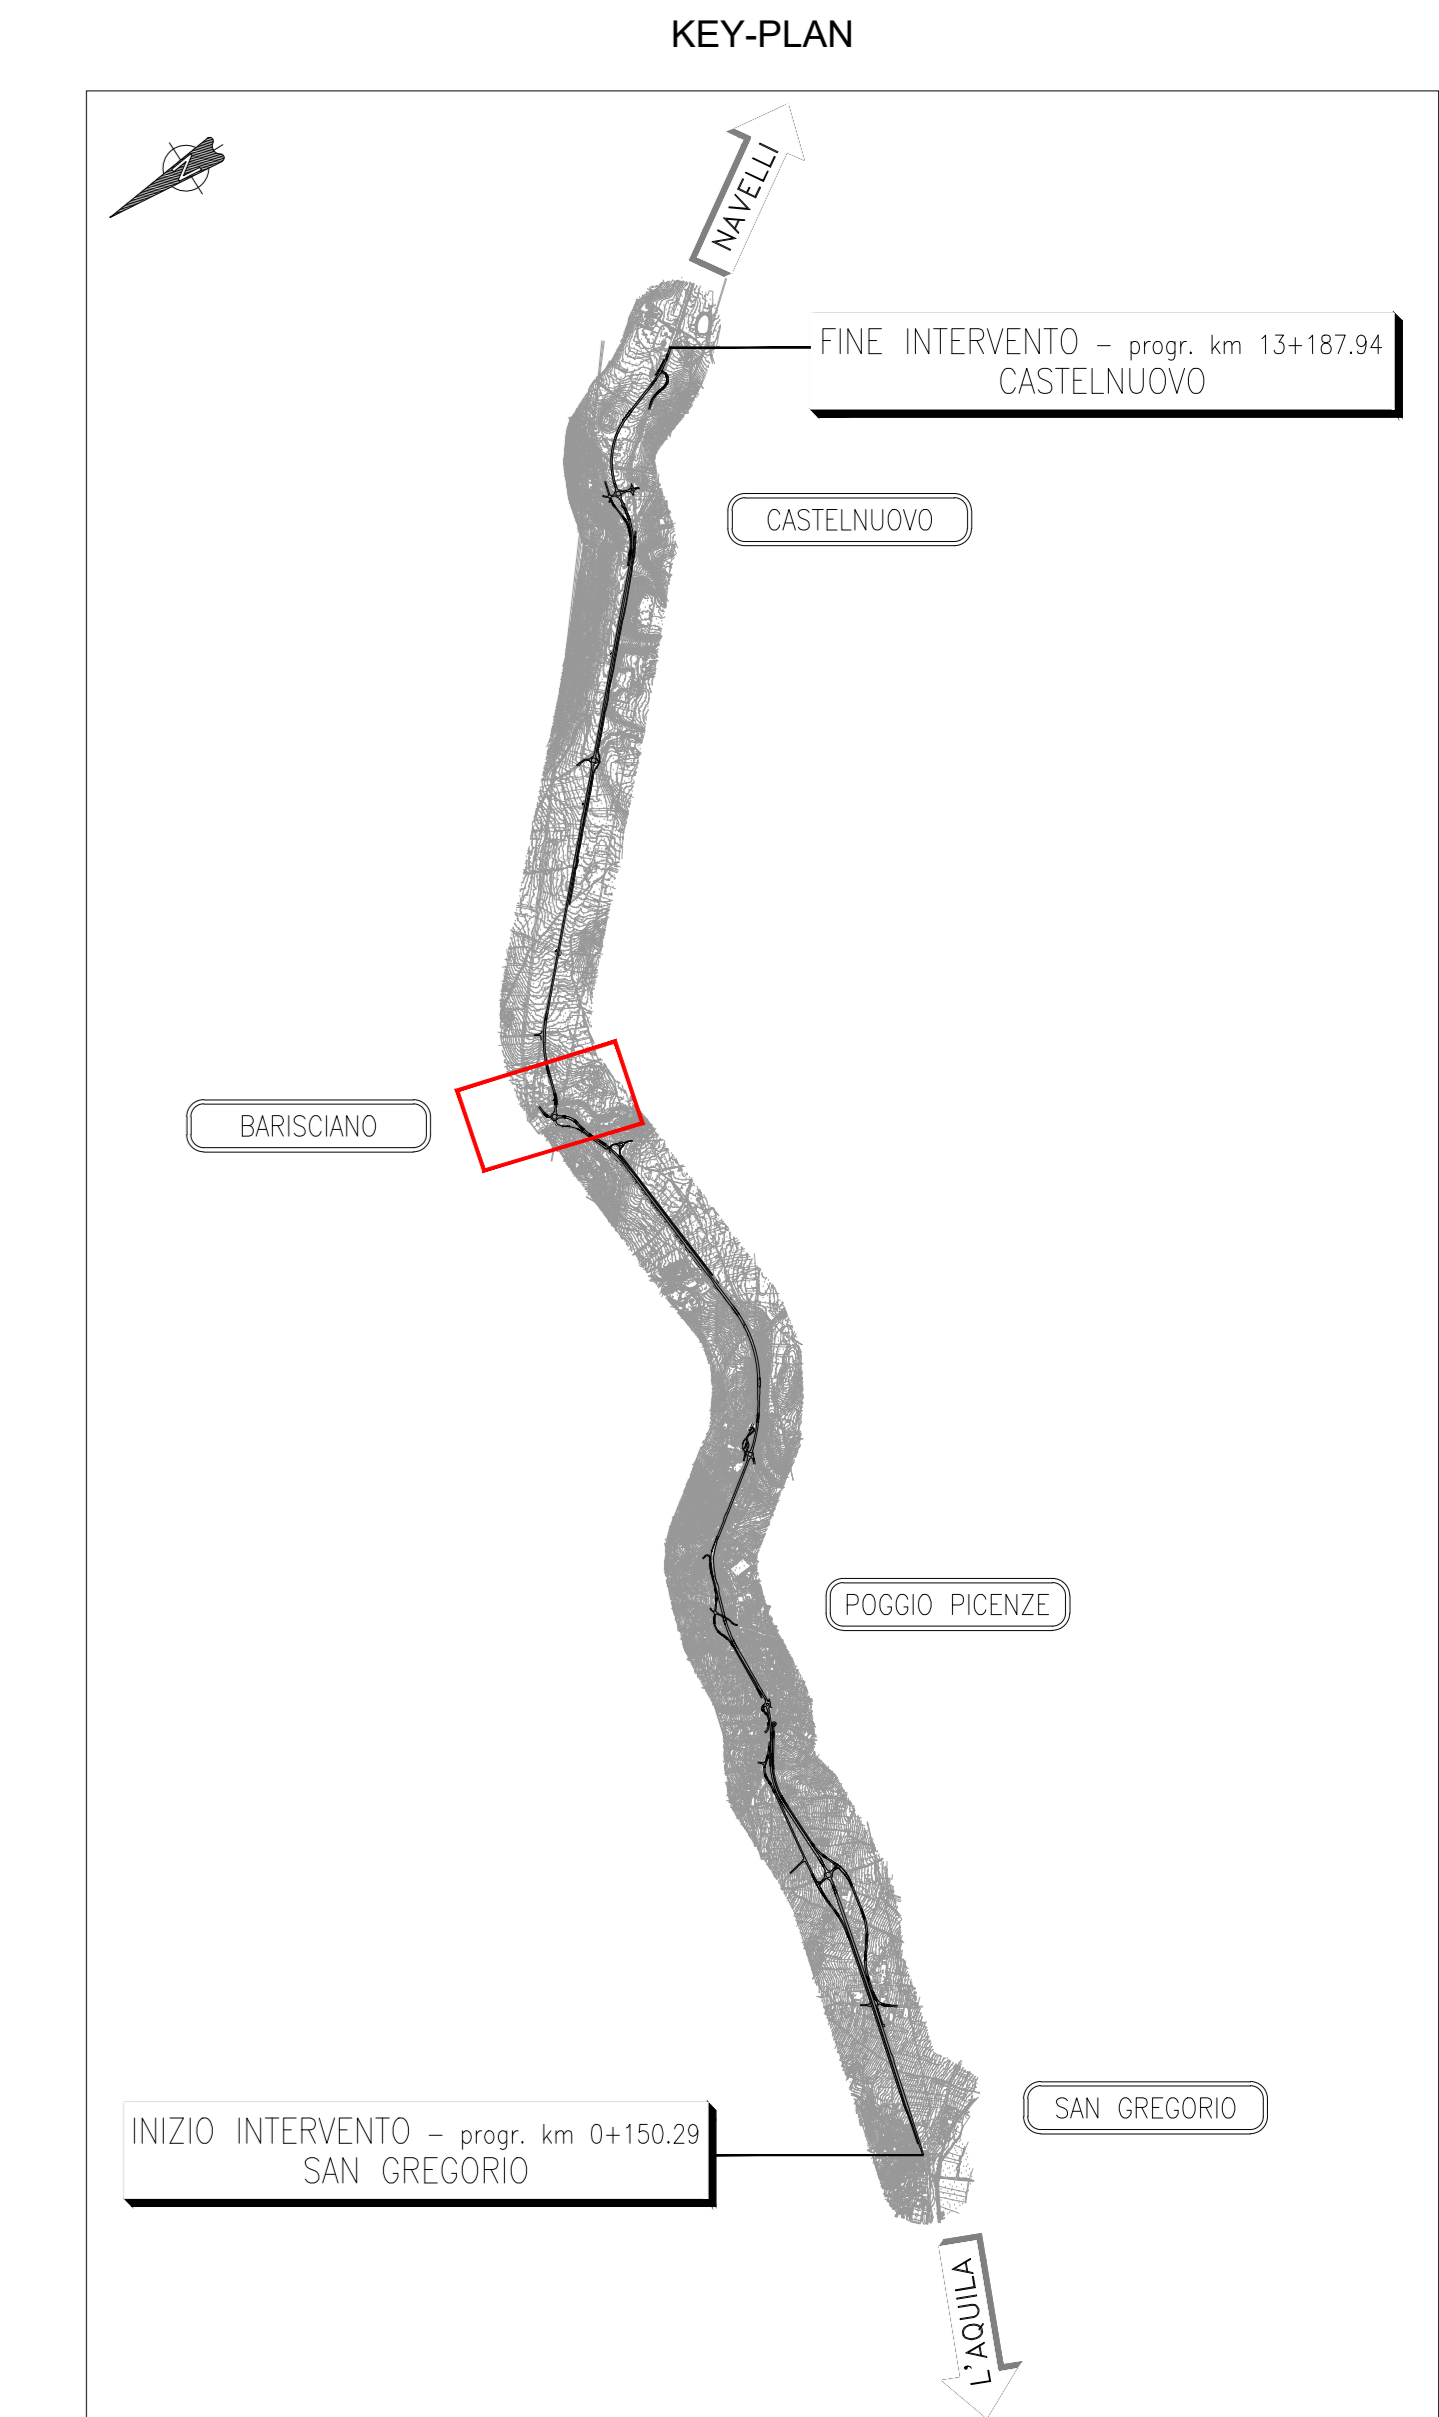 KEY-PLAN
Z
NAVELLI
FINE INTERVENTO - progr. km 13+187.94
CASTELNUOVO
CASTELNUOVO
BARISCIANO
POGGIO PICENZE
SAN GREGORIO
INIZIO INTERVENTO - progr. km 0+150.29
SAN GREGORIO
L'AQUILA